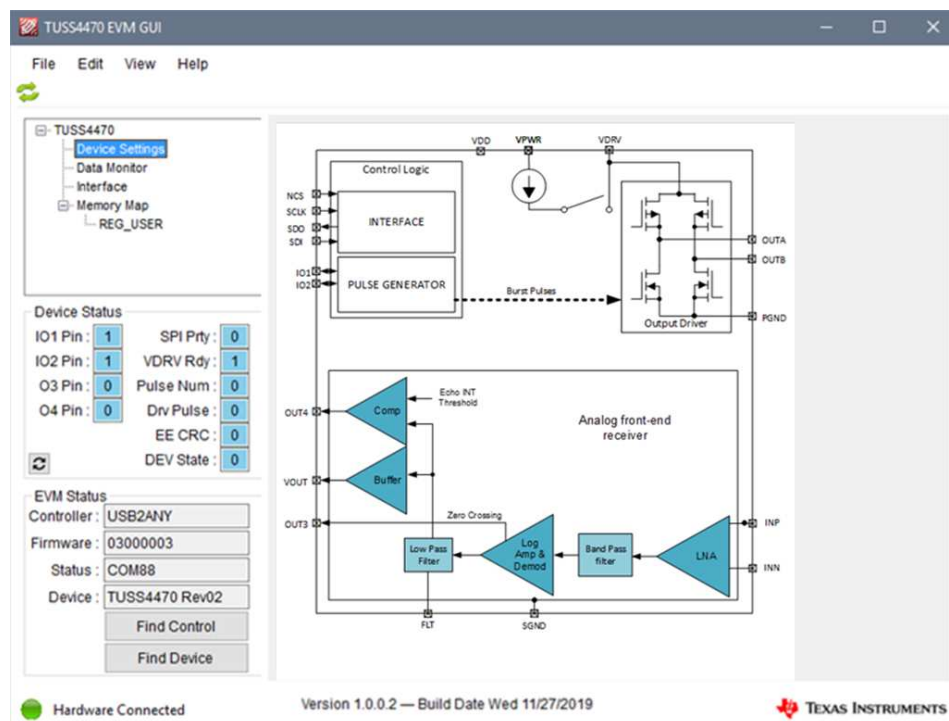 TUSS4470 EVM GUI
File Edit View Help
TUSS4470
Device Settings
Data Monitor
Interface
Memory Map
REG_USER
Device Status
IO1 Pin : 1 SPI Prty : 0
IO2 Pin : 1 VDRV Rdy : 1
O3 Pin : 0 Pulse Num : 0
O4 Pin : 0 Drv Pulse : 0
EE CRC : 0
DEV State : 0
EVM Status
Controller : USB2ANY
Firmware : 03000003
Status : COM88
Device : TUSS4470 Rev02
Find Control
Find Device
VDD VPWR VDRV
Control Logic
NCS
SCLK
SDO
SDI
INTERFACE
IO1
IO2
PULSE GENERATOR
Burst Pulses
Output Driver
OUTA
OUTB
PGND
Echo INT
Threshold
OUT4
Comp
Analog front-end
receiver
VOUT
Buffer
Zero Crossing
OUT3
Low Pass
Filter
Log
Amp &
Demod
Band Pass
filter
LNA
INP
INN
FLT
SGND
Hardware Connected
Version 1.0.0.2 — Build Date Wed 11/27/2019
TEXAS INSTRUMENTS